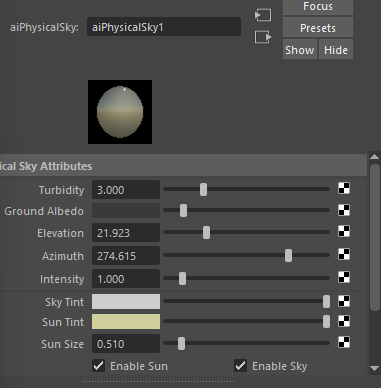 Focus
aiPhysicalSky: aiPhysicalSky1
Presets
Show Hide
ical Sky Attributes
Turbidity 3.000
Ground Albedo
Elevation 21.923
Azimuth 274.615
Intensity 1.000
Sky Tint
Sun Tint
Sun Size 0.510
Enable Sun Enable Sky